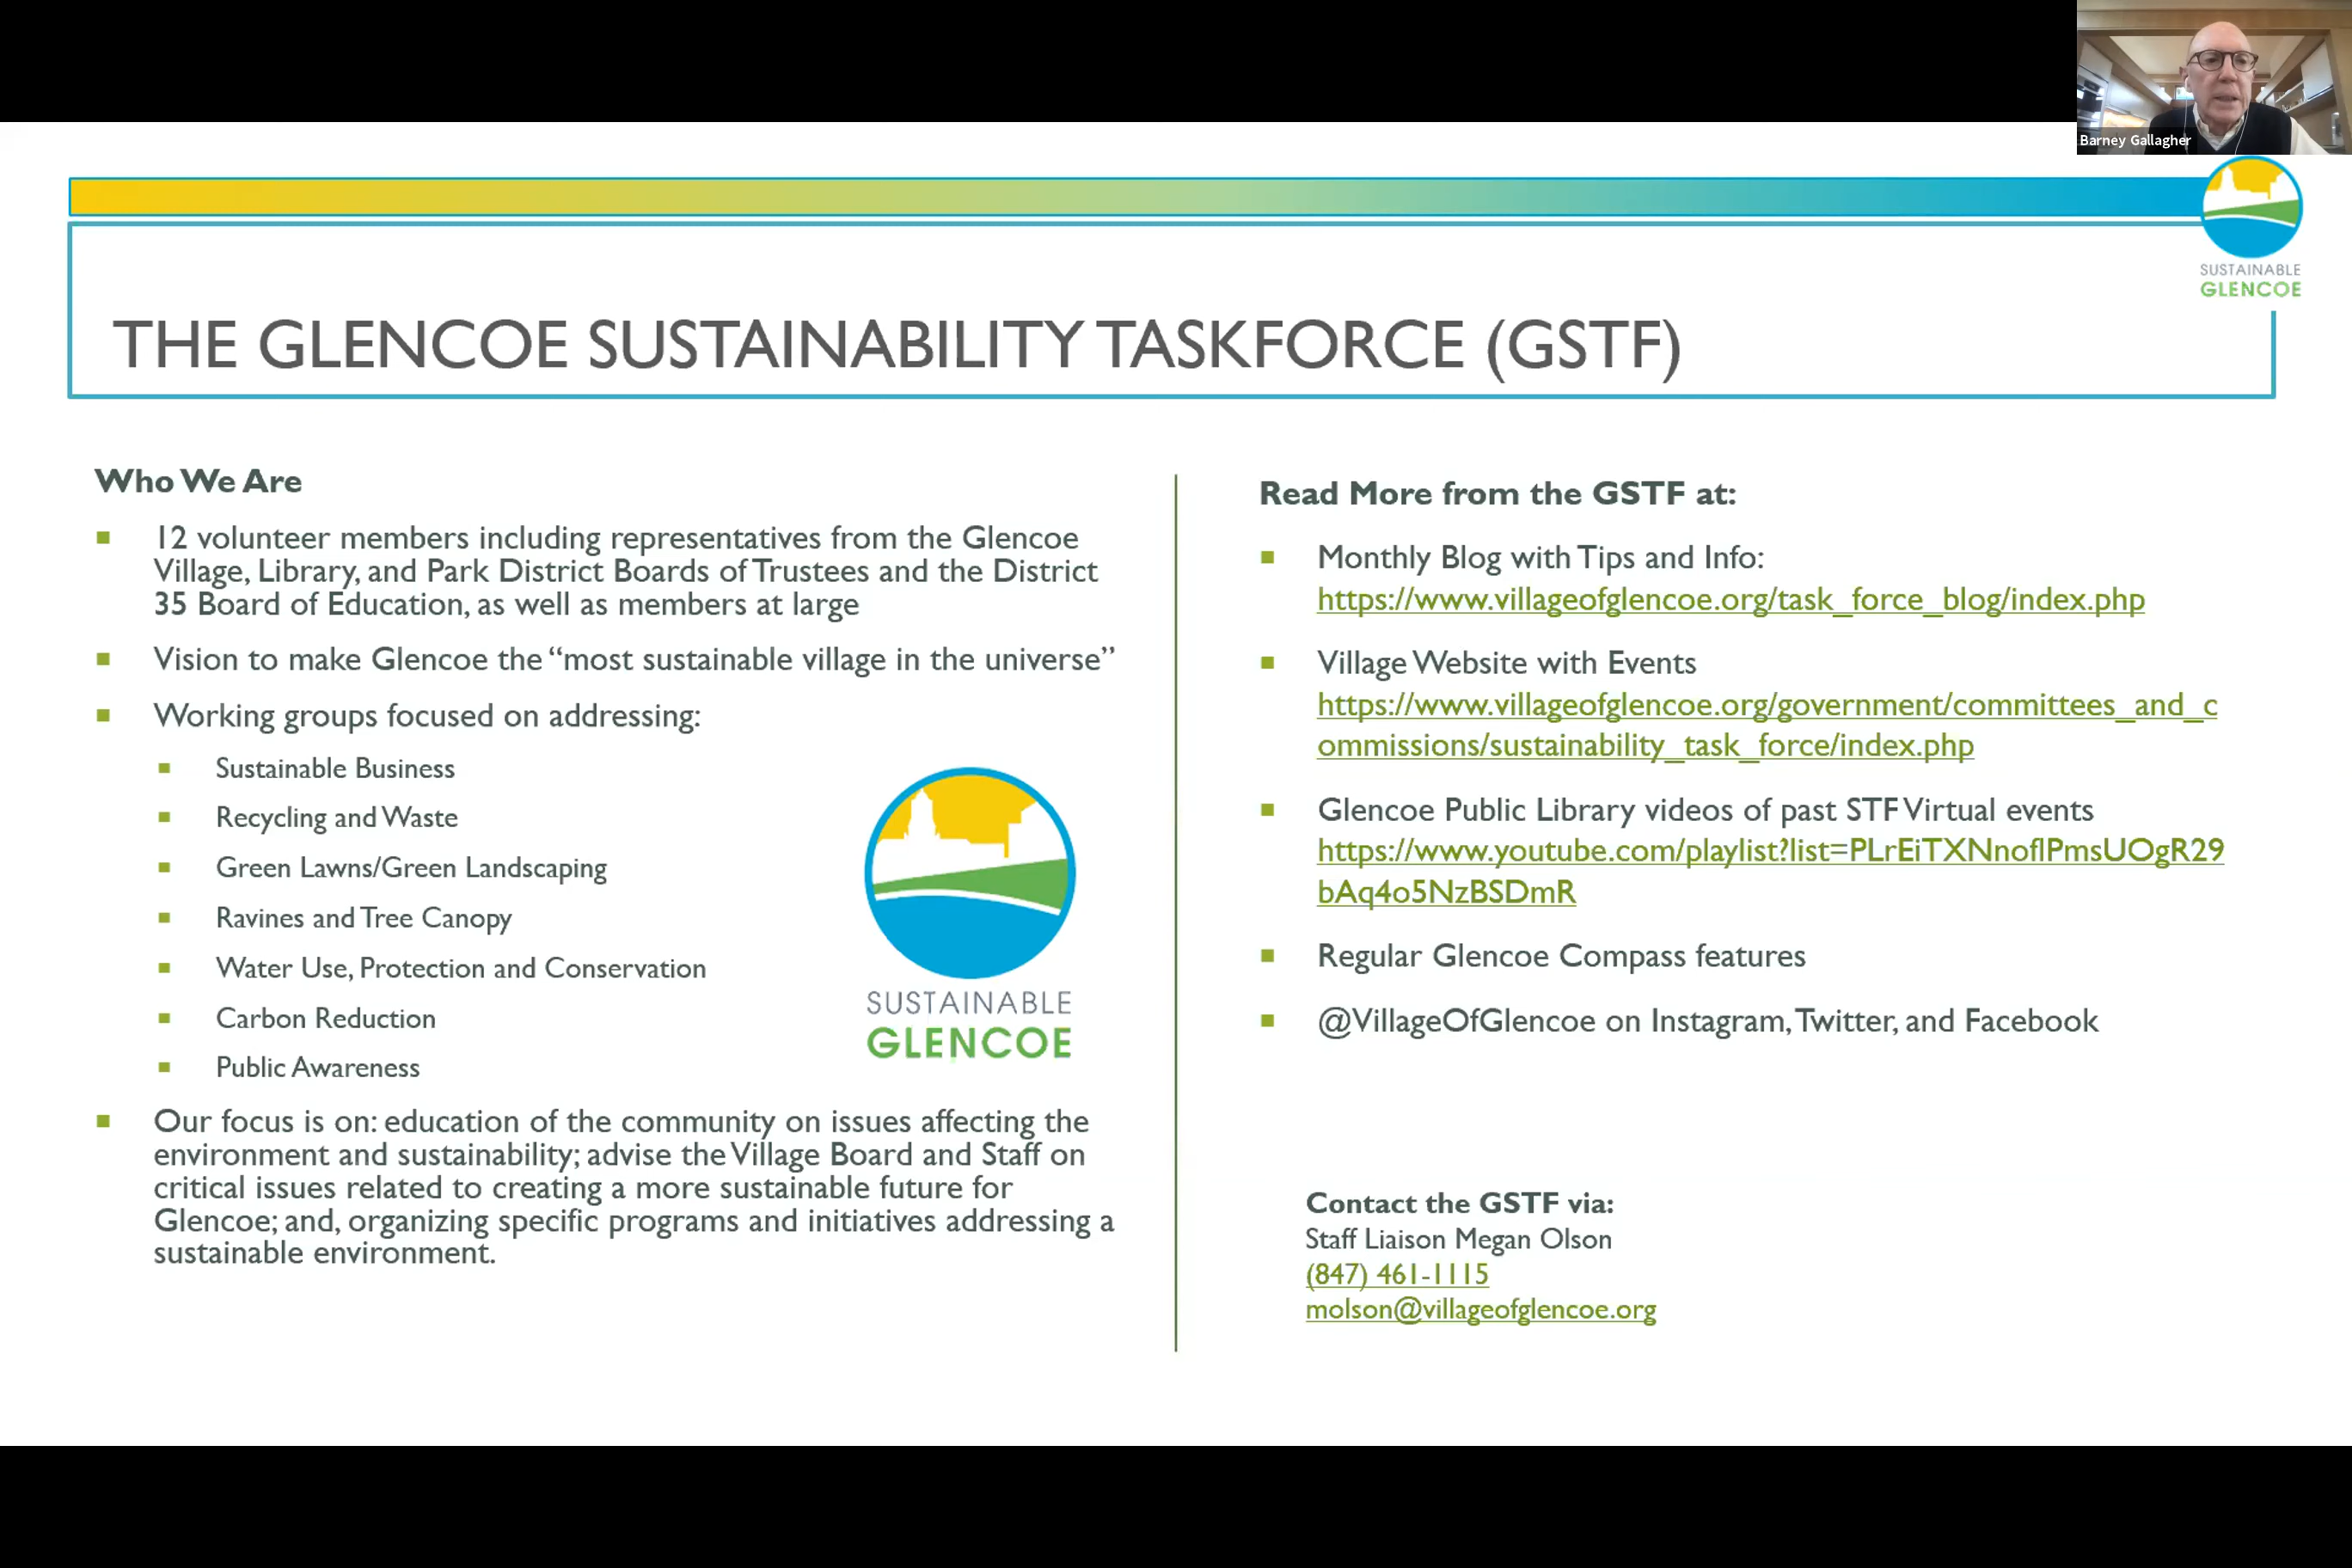 Barney Gallagher
SUSTAINABLE
GLENCOE
THE GLENCOE SUSTAINABILITY TASKFORCE (GSTF)
Who We Are
12 volunteer members including representatives from the Glencoe
Village, Library, and Park District Boards of Trustees and the District
35 Board of Education, as well as members at large
Vision to make Glencoe the “most sustainable village in the universe”
Working groups focused on addressing:
Sustainable Business
Recycling and Waste
Green Lawns/Green Landscaping
Ravines and Tree Canopy
Water Use, Protection and Conservation
Carbon Reduction
Public Awareness
SUSTAINABLE
GLENCOE
Our focus is on: education of the community on issues affecting the
environment and sustainability; advise the Village Board and Staff on
critical issues related to creating a more sustainable future for
Glencoe; and, organizing specific programs and initiatives addressing a
sustainable environment.
Read More from the GSTF at:
Monthly Blog with Tips and Info:
https://www.villageofglencoe.org/task_force_blog/index.php
Village Website with Events
https://www.villageofglencoe.org/government/committees_and_c
ommissions/sustainability_task_force/index.php
Glencoe Public Library videos of past STF Virtual events
https://www.youtube.com/playlist?list=PLrEiTXNnoflPmsUOgR29
bAq4o5NzBSDmR
Regular Glencoe Compass features
@VillageOfGlencoe on Instagram, Twitter, and Facebook
Contact the GSTF via:
Staff Liaison Megan Olson
(847) 461-1115
molson@villageofglencoe.org